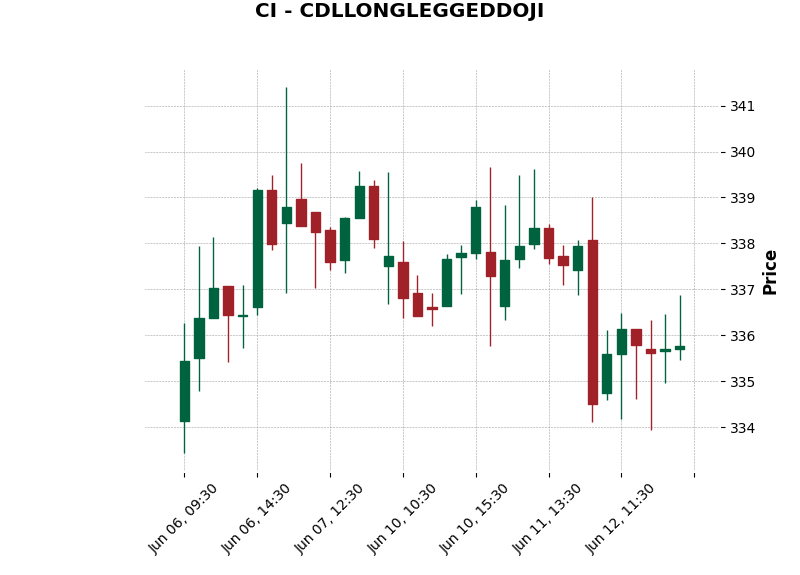 CI - CDLLONGLEGGEDDOJI
341
340
339
338
337
336
335
334
Price
Jun 06, 09:30
Jun 06, 14:30
Jun 07, 12:30
Jun 10, 10:30
Jun 10, 15:30
Jun 11, 13:30
Jun 12, 11:30